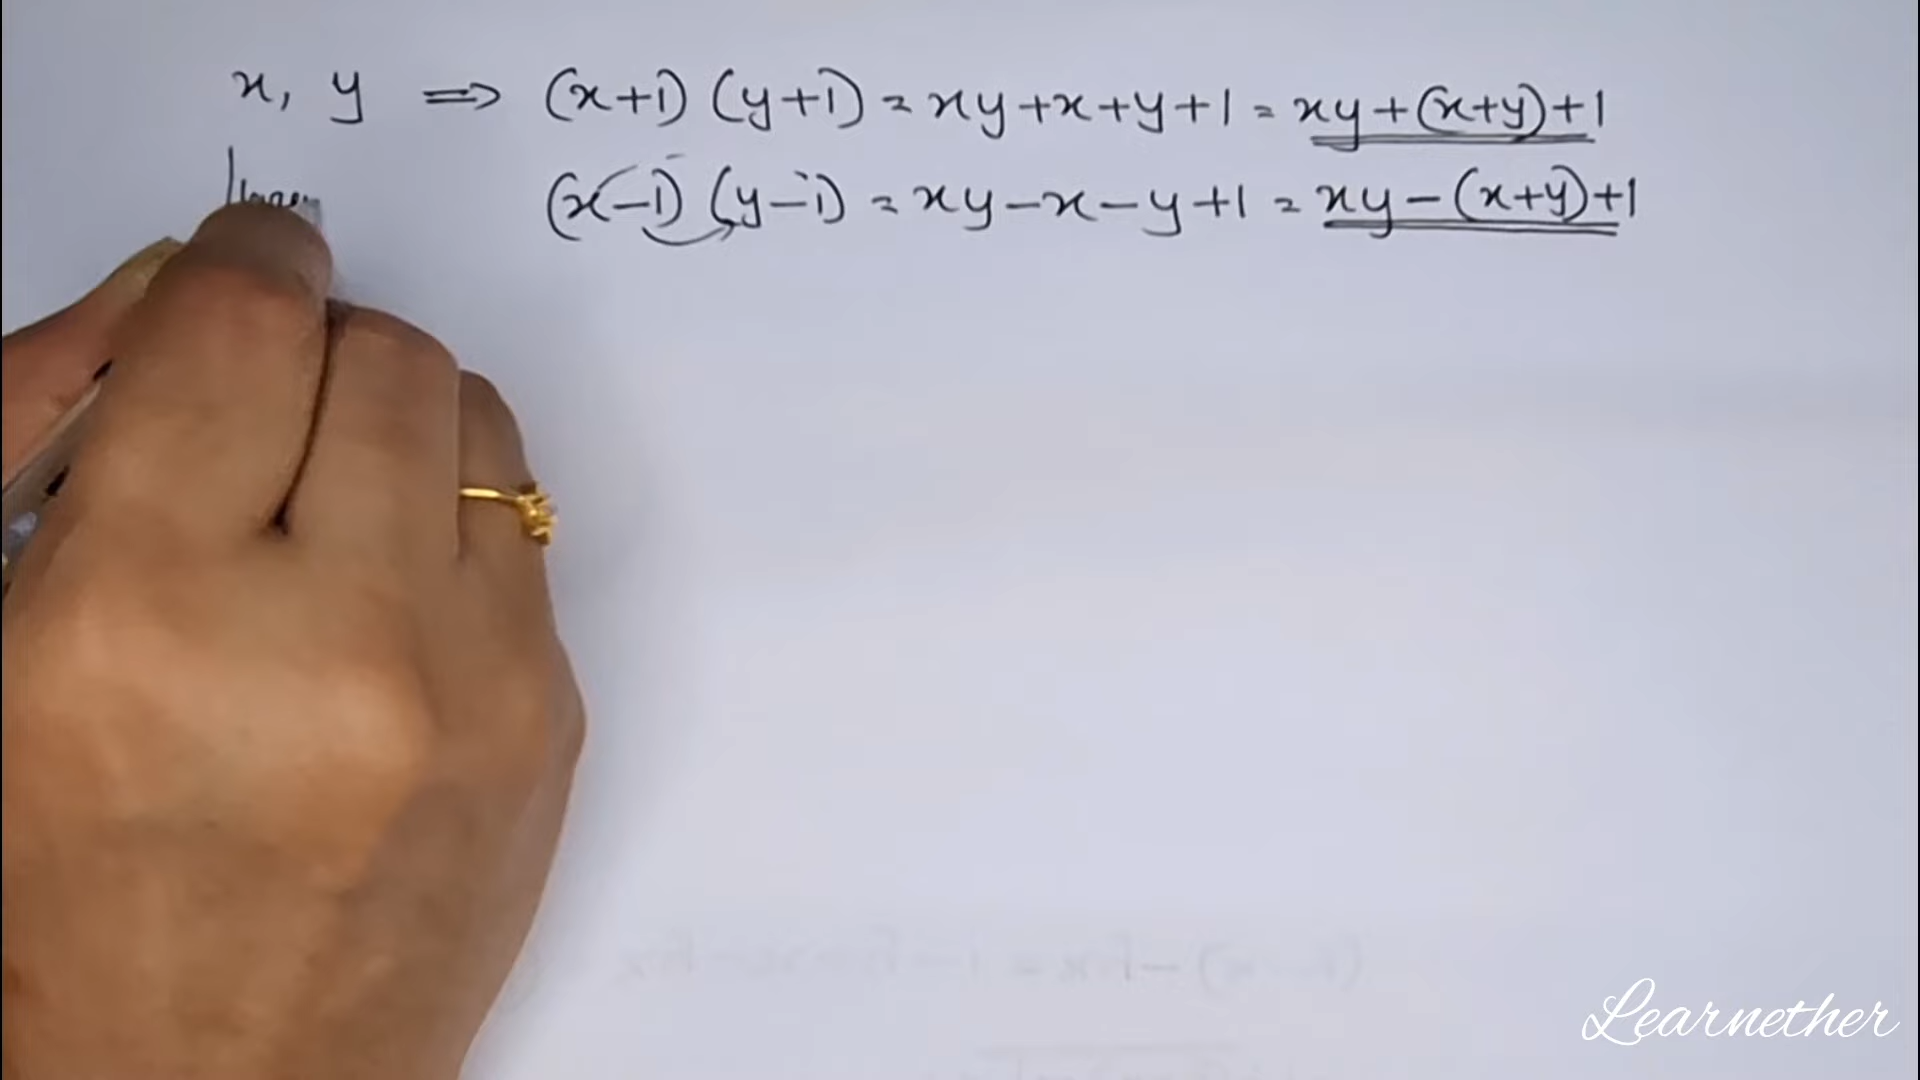 x, y ⇒ (x+1) (y+1) = xy+x+y+1 = xy+(x+y)+1
(x-1) (y-1) = xy-x-y+1 = xy-(x+y)+1
Learnether